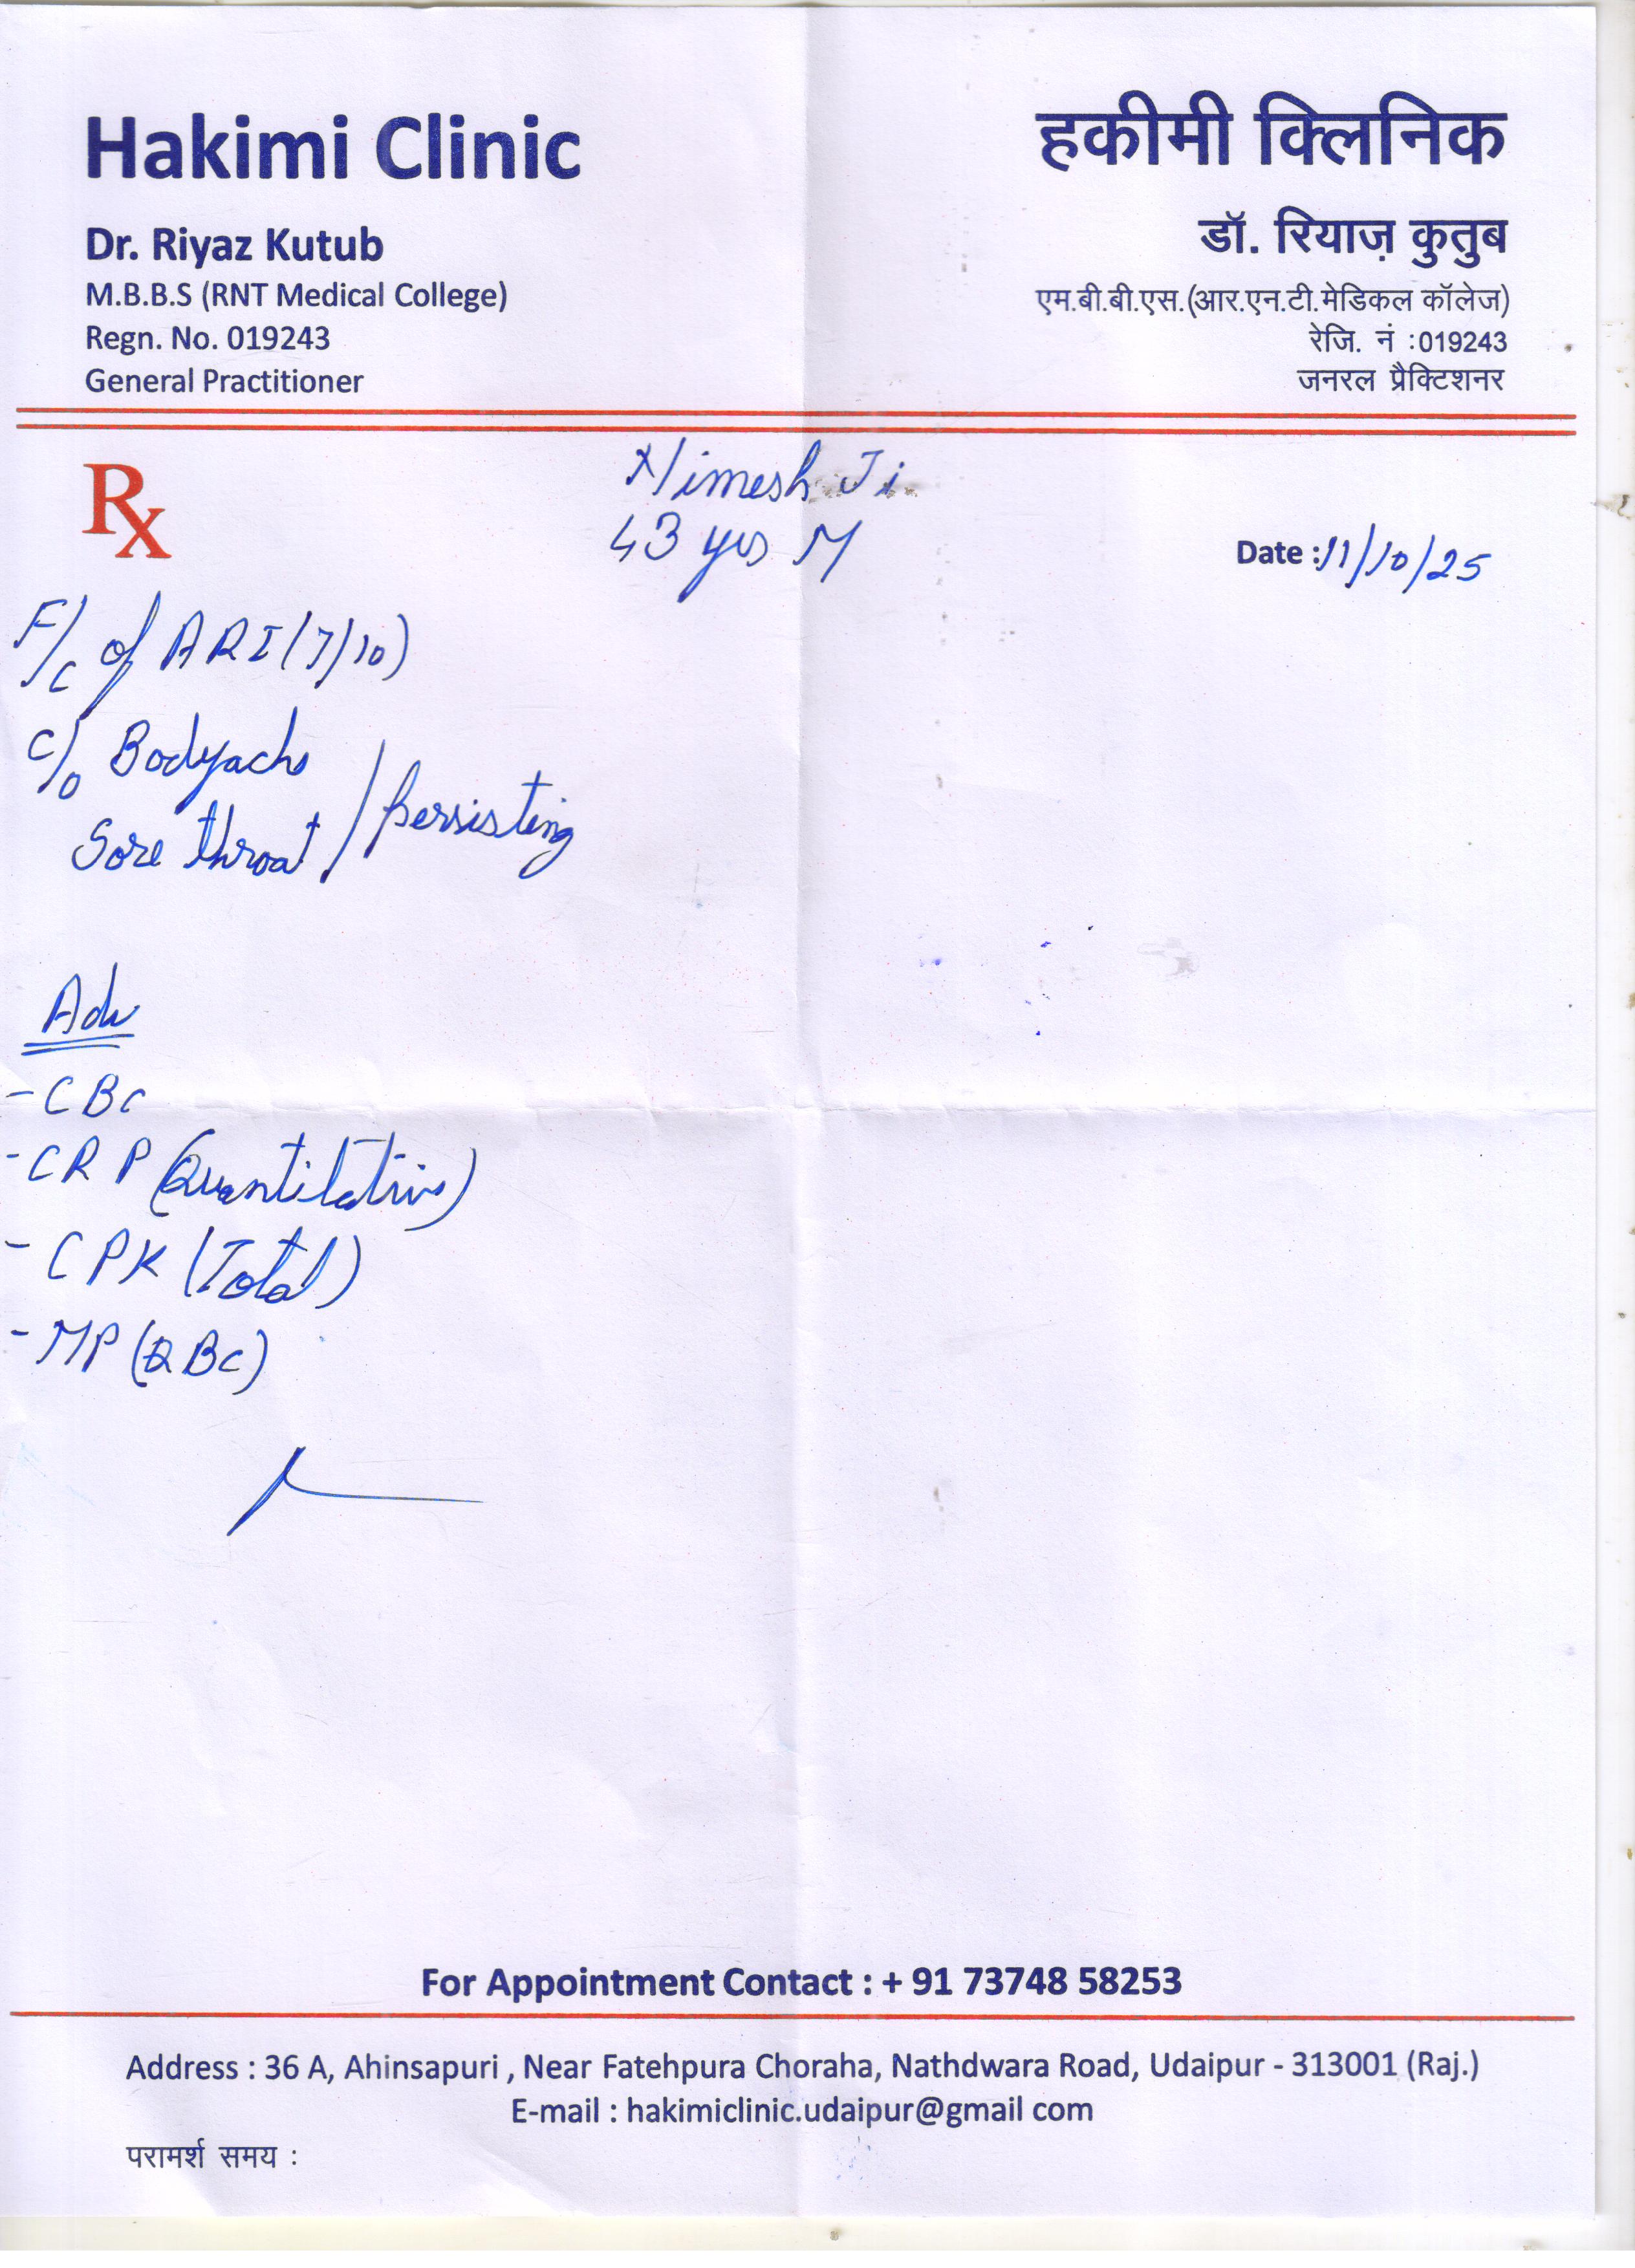 Hakimi Clinic
हकीमी क्लिनिक
Dr. Riyaz Kutub
डॉ. रियाज़ कुतुब
M.B.B.S (RNT Medical College)
एम.बी.बी.एस.(आर.एन.टी.मेडिकल कॉलेज)
Regn. No. 019243
रेजि. नं :019243
General Practitioner
जनरल प्रैक्टिशनर
Rx
Nimesh Ji
43 yrs M
Date : 11/10/25
F/c of ARI (7/10)
c/o Bodyache
Sore throat / persisting
Adv
- CBC
- CRP (Quantitative)
- CPK (Total)
- MP (QBC)
For Appointment Contact : + 91 73748 58253
Address : 36 A, Ahinsapuri , Near Fatehpura Choraha, Nathdwara Road, Udaipur - 313001 (Raj.)
E-mail : hakimiclinic.udaipur@gmail com
परामर्श समय :